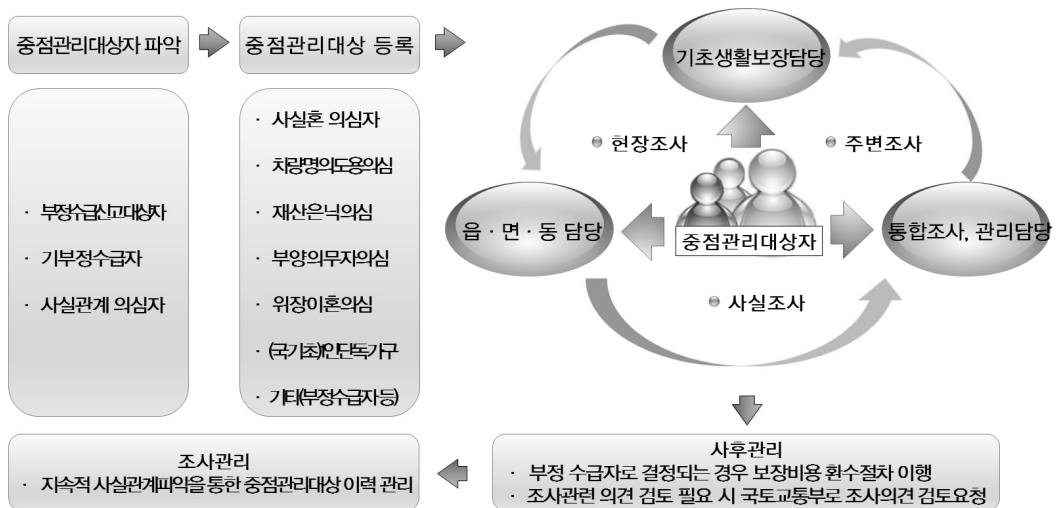 중점관리대상자 파악
중점관리대상 등록
· 부정수급신고대상자
· 기부정수급자
· 사실관계 의심자
· 사실혼 의심자
· 차량명의도용의심
· 재산은닉의심
· 부양의무자의심
· 위장이혼의심
· (국기초)1인단독가구
· 기타(부정수급자 등)
기초생활보장담당
현장조사
주변조사
읍·면·동 담당
중점관리대상자
통합조사, 관리담당
사실조사
사후관리
· 부정 수급자로 결정되는 경우 보장비용 환수절차 이행
· 조사관련 의견 검토 필요 시 국토교통부로 조사의견 검토요청
조사관리
· 지속적 사실관계파악을 통한 중점관리대상 이력 관리